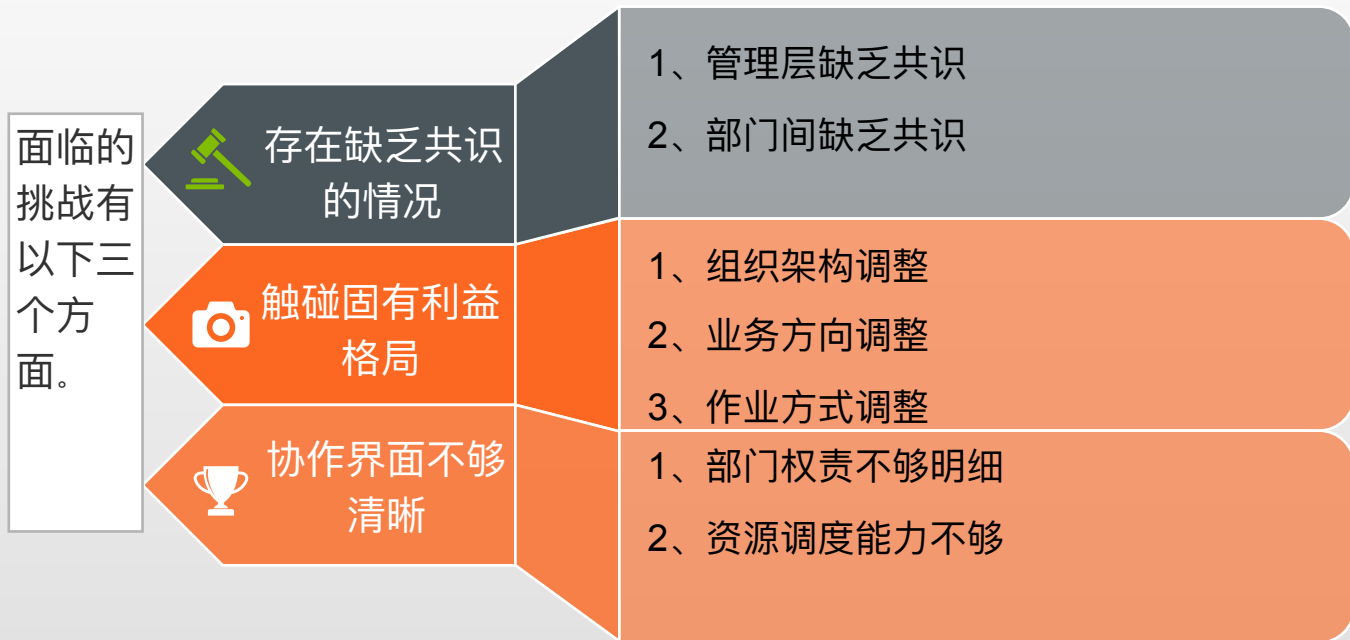 面临的
挑战有
以下三
个方
面。
存在缺乏共识
的情况
1、管理层缺乏共识
2、部门间缺乏共识
触碰固有利益
格局
1、组织架构调整
2、业务方向调整
3、作业方式调整
协作界面不够
清晰
1、部门权责不够明细
2、资源调度能力不够